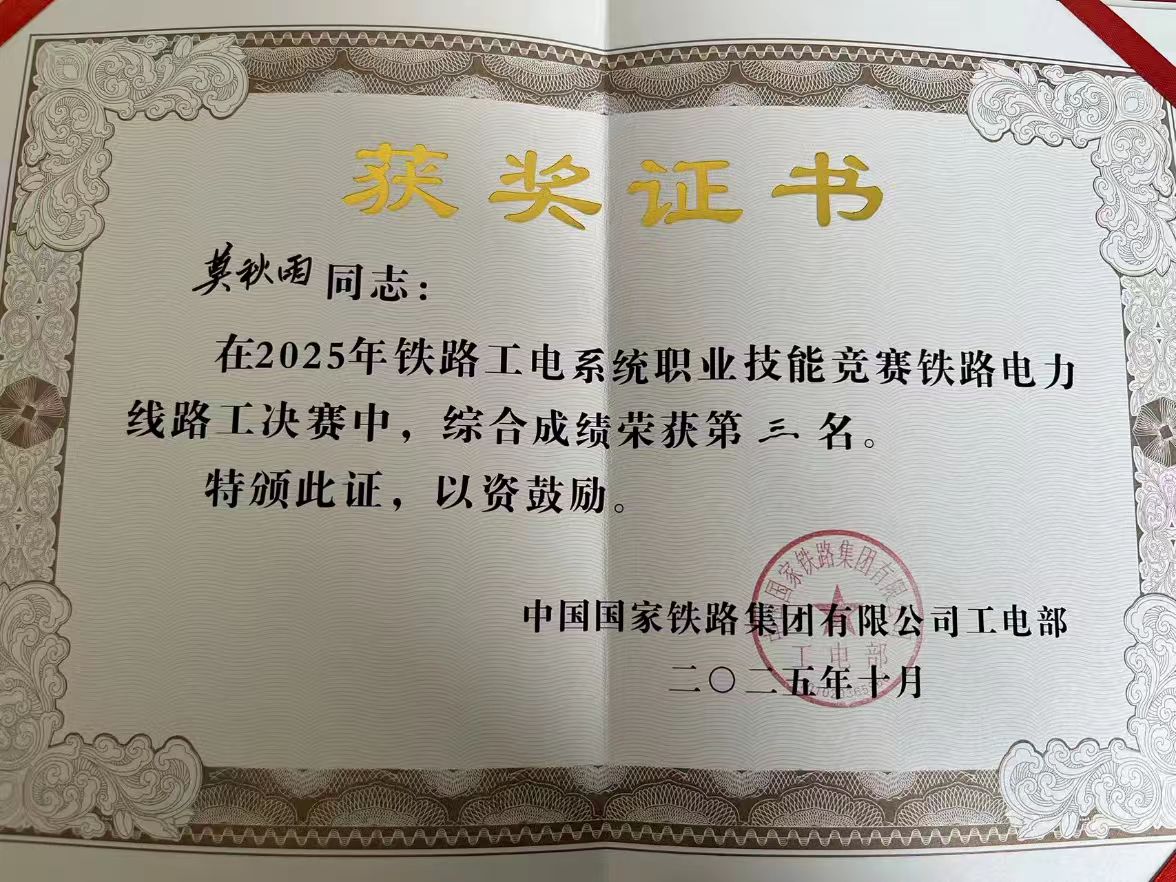 获奖证书
莫秋雨同志：
在2025年铁路工电系统职业技能竞赛铁路电力
线路工决赛中，综合成绩荣获第三名。
特颁此证，以资鼓励。
中国国家铁路集团有限公司工电部
二〇二五年十月
工电部